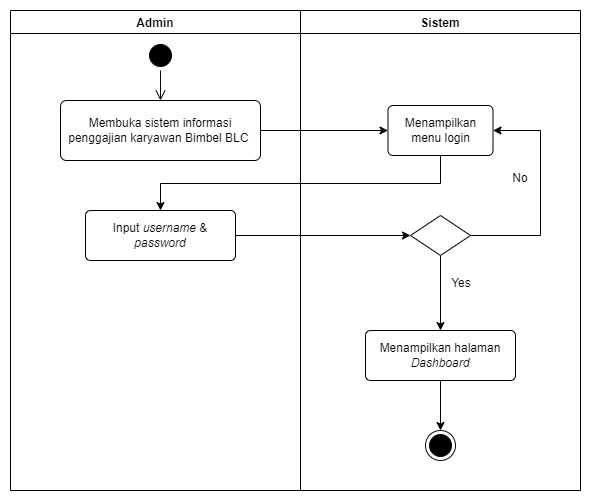 Admin
Sistem
Membuka sistem informasi
penggajian karyawan Bimbel BLC
Menampilkan
menu login
No
Input username &
password
Yes
Menampilkan halaman
Dashboard